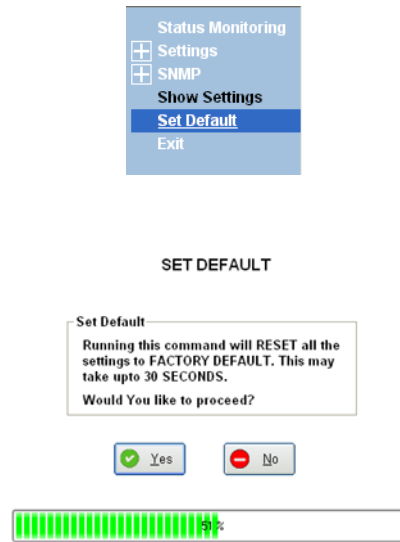 Status Monitoring
Settings
SNMP
Show Settings
Set Default
Exit
SET DEFAULT
Set Default
Running this command will RESET all the
settings to FACTORY DEFAULT. This may
take upto 30 SECONDS.
Would You like to proceed?
Yes
No
51%